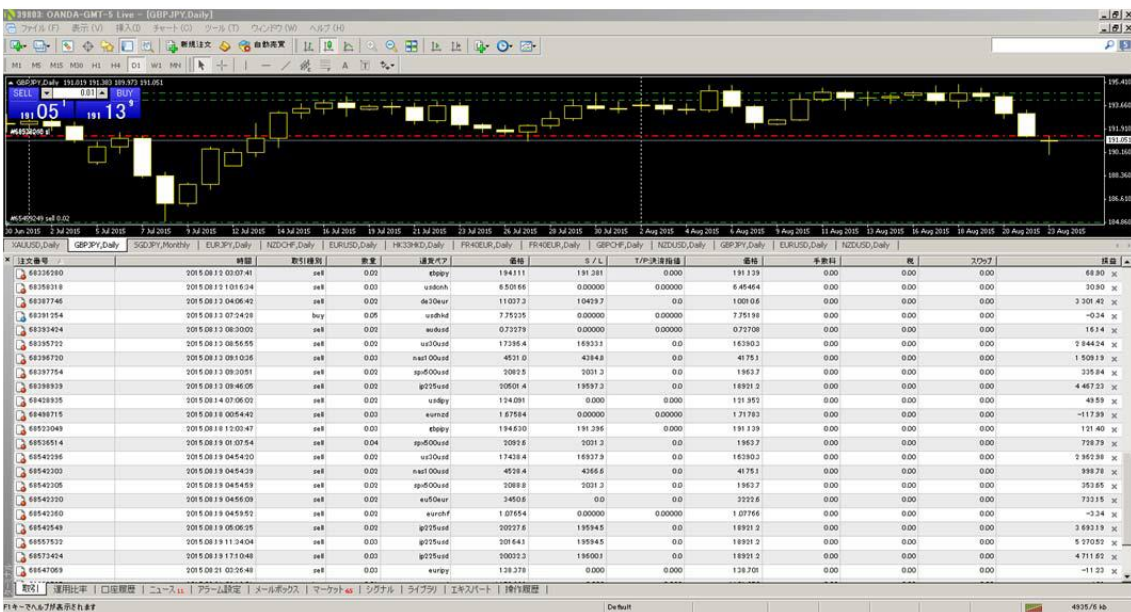 39803: OANDA-GMT-5 Live - [GBPJPY,Daily]
ファイル (F) 表示 (V) 挿入(I) チャート (C) ツール (T) ウィンドウ (W) ヘルプ (H)
新規注文 自動売買
M1 M5 M15 M30 H1 H4 D1 W1 MN
GBPJPY,Daily 191.019 191.303 189.973 191.051
SELL 0.01 BUY
191 05 1 191 13 9
#65499249 sell 0.02
195.410
193.660
191.910
191.051
190.160
188.360
186.610
184.860
30 Jun 2015 2 Jul 2015 5 Jul 2015 7 Jul 2015 9 Jul 2015 12 Jul 2015 14 Jul 2015 16 Jul 2015 19 Jul 2015 21 Jul 2015 23 Jul 2015 26 Jul 2015 28 Jul 2015 30 Jul 2015 2 Aug 2015 4 Aug 2015 6 Aug 2015 9 Aug 2015 11 Aug 2015 13 Aug 2015 16 Aug 2015 18 Aug 2015 20 Aug 2015 23 Aug 2015
XAUUSD,Daily GBPJPY,Daily SGDJPY,Monthly EURJPY,Daily NZDCHF,Daily EURUSD,Daily HK33HKD,Daily FR40EUR,Daily FR40EUR,Daily GBPCHF,Daily NZDUSD,Daily GBPJPY,Daily EURUSD,Daily NZDUSD,Daily
注文番号 時間 取引種別 数量 通貨ペア 価格 S / L T/P:決済指値 価格 手数料 税 スワップ 損益
68336280 2015.08.12 03:07:41 sell 0.02 gbpjpy 194.111 191.381 0.000 191.139 0.00 0.00 0.00 68.90
68358318 2015.08.12 10:16:34 sell 0.03 usdcnh 6.50166 0.00000 0.00000 6.45464 0.00 0.00 0.00 30.90
68387746 2015.08.13 04:06:42 sell 0.02 de30eur 11037.3 10429.7 0.0 10010.6 0.00 0.00 0.00 3 301.42
68391254 2015.08.13 07:24:28 buy 0.05 usdhkd 7.75235 0.00000 0.00000 7.75198 0.00 0.00 0.00 -0.34
68393424 2015.08.13 08:30:02 sell 0.02 audusd 0.73279 0.00000 0.00000 0.72708 0.00 0.00 0.00 16.14
68395722 2015.08.13 08:56:55 sell 0.02 us30usd 17395.4 16933.1 0.0 16390.3 0.00 0.00 0.00 2 844.24
68396720 2015.08.13 09:10:36 sell 0.03 nas100usd 4531.0 4384.8 0.0 4175.1 0.00 0.00 0.00 1 509.19
68397754 2015.08.13 09:30:51 sell 0.02 spx500usd 2082.5 2031.3 0.0 1963.7 0.00 0.00 0.00 335.84
68398939 2015.08.13 09:46:05 sell 0.02 jp225usd 20501.4 19597.3 0.0 18921.2 0.00 0.00 0.00 4 467.23
68428935 2015.08.14 07:06:02 sell 0.02 usdjpy 124.091 0.000 0.000 121.952 0.00 0.00 0.00 49.59
68498715 2015.08.18 00:54:42 sell 0.03 eurnzd 1.67584 0.00000 0.00000 1.71783 0.00 0.00 0.00 -117.99
68523049 2015.08.18 12:03:47 sell 0.03 gbpjpy 194.630 191.396 0.000 191.139 0.00 0.00 0.00 121.40
68536514 2015.08.19 01:07:54 sell 0.04 spx500usd 2092.6 2031.3 0.0 1963.7 0.00 0.00 0.00 728.79
68542296 2015.08.19 04:54:20 sell 0.02 us30usd 17438.4 16937.9 0.0 16390.3 0.00 0.00 0.00 2 952.98
68542303 2015.08.19 04:54:39 sell 0.02 nas100usd 4528.4 4366.6 0.0 4175.1 0.00 0.00 0.00 998.78
68542305 2015.08.19 04:54:59 sell 0.02 spx500usd 2088.8 2031.3 0.0 1963.7 0.00 0.00 0.00 353.65
68542320 2015.08.19 04:56:09 sell 0.02 eu50eur 3450.6 0.0 0.0 3222.6 0.00 0.00 0.00 733.15
68542360 2015.08.19 04:59:52 sell 0.02 eurchf 1.07654 0.00000 0.00000 1.07766 0.00 0.00 0.00 -3.34
68542549 2015.08.19 05:06:25 sell 0.02 jp225usd 20227.6 19594.5 0.0 18921.2 0.00 0.00 0.00 3 693.19
68557532 2015.08.19 11:34:04 sell 0.03 jp225usd 20164.1 19594.5 0.0 18921.2 0.00 0.00 0.00 5 270.52
68573424 2015.08.19 17:10:48 sell 0.03 jp225usd 20032.3 19600.1 0.0 18921.2 0.00 0.00 0.00 4 711.62
68647069 2015.08.21 03:26:48 sell 0.03 eurjpy 138.378 0.000 0.000 138.701 0.00 0.00 0.00 -11.33
取引 運用比率 口座履歴 ニュース 11 アラーム設定 メールボックス マーケット シグナル ライブラリ エキスパート 操作履歴
F1キーでヘルプが表示されます Default 4935/6 kb